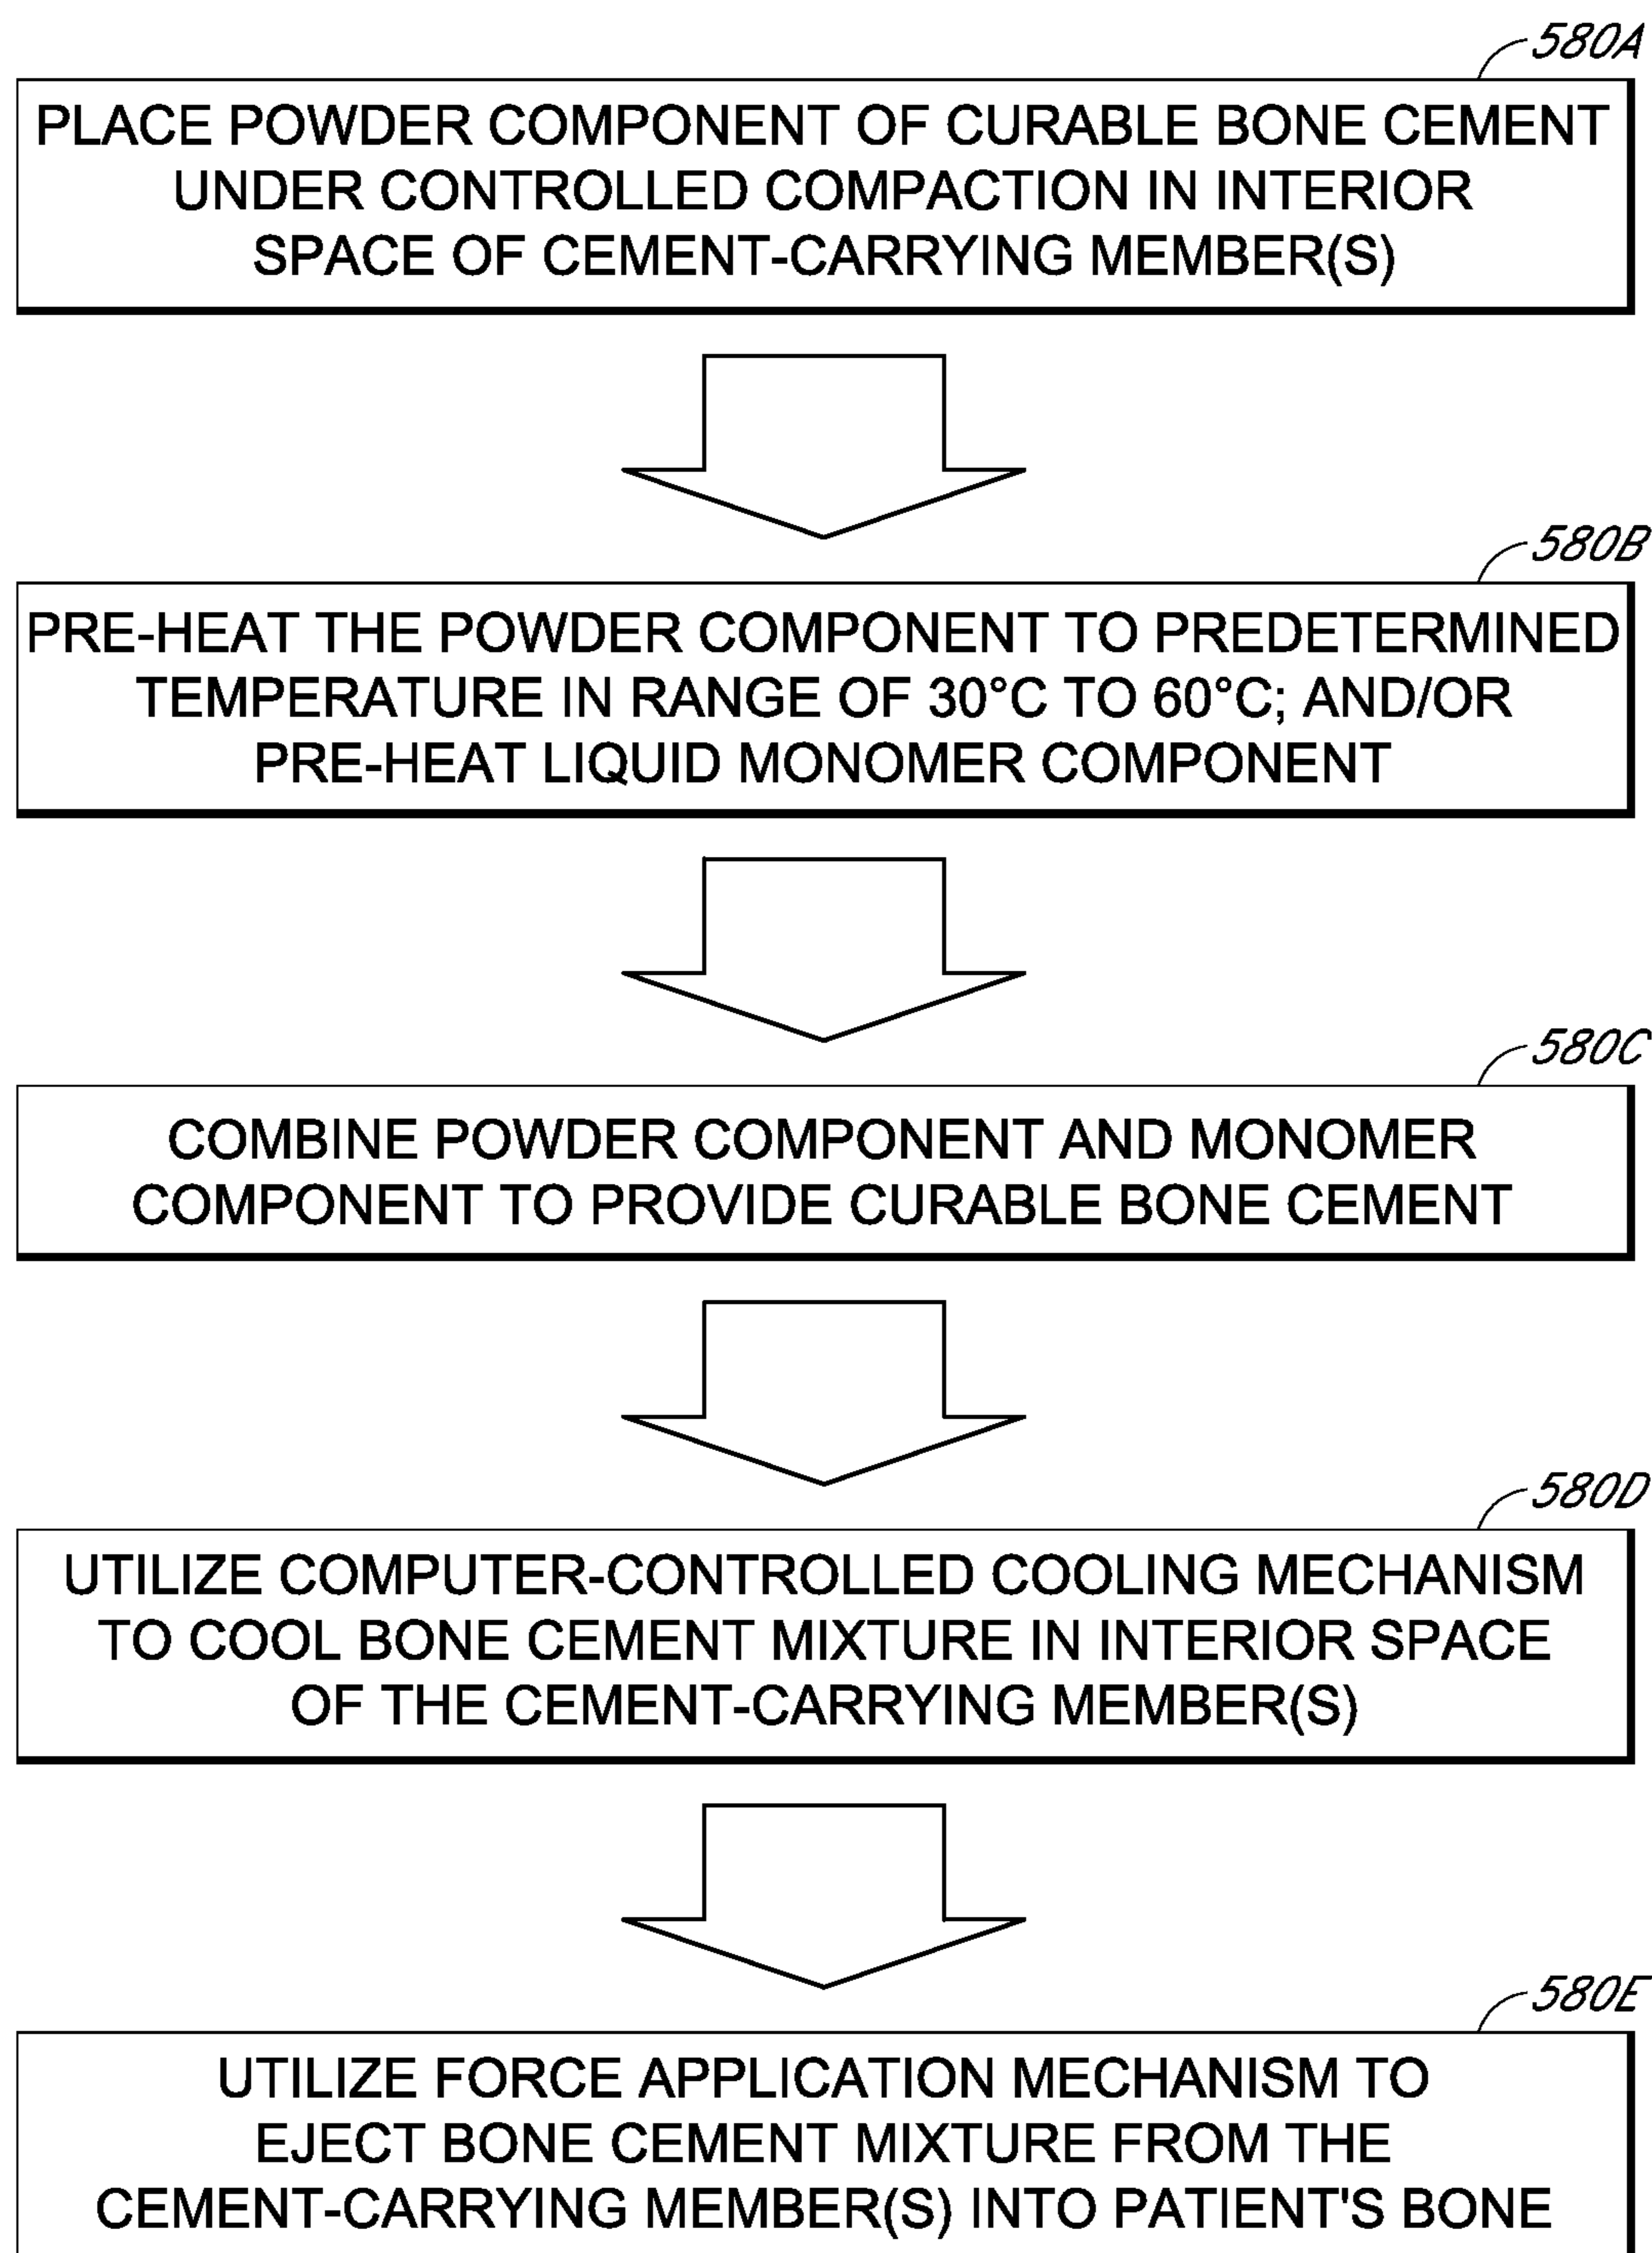 580A
PLACE POWDER COMPONENT OF CURABLE BONE CEMENT
UNDER CONTROLLED COMPACTION IN INTERIOR
SPACE OF CEMENT-CARRYING MEMBER(S)
580B
PRE-HEAT THE POWDER COMPONENT TO PREDETERMINED
TEMPERATURE IN RANGE OF 30°C TO 60°C; AND/OR
PRE-HEAT LIQUID MONOMER COMPONENT
580C
COMBINE POWDER COMPONENT AND MONOMER
COMPONENT TO PROVIDE CURABLE BONE CEMENT
580D
UTILIZE COMPUTER-CONTROLLED COOLING MECHANISM
TO COOL BONE CEMENT MIXTURE IN INTERIOR SPACE
OF THE CEMENT-CARRYING MEMBER(S)
580E
UTILIZE FORCE APPLICATION MECHANISM TO
EJECT BONE CEMENT MIXTURE FROM THE
CEMENT-CARRYING MEMBER(S) INTO PATIENT'S BONE